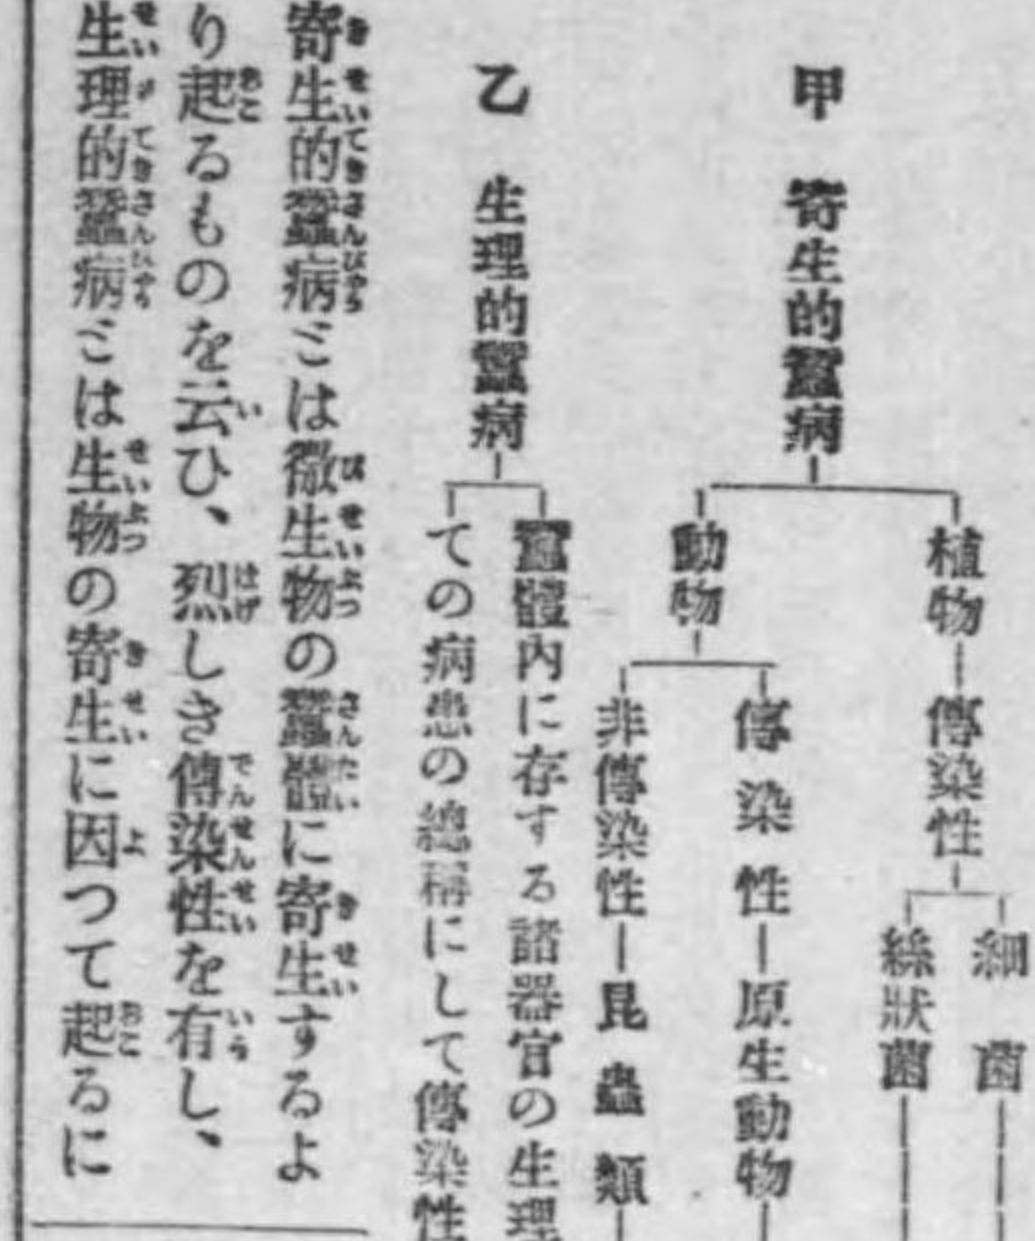 甲 寄生的蠶病
植物
傳染性
細菌
絲狀菌
動物
傳染性
原生動物
非傳染性
昆蟲類
乙 生理的蠶病
蠶體內に存する諸器官の生理
ての病患の總稱にして傳染性
寄生的蠶病とは微生物の蠶體に寄生するよ
り起るものを云ひ、烈しき傳染性を有し、
生理的蠶病とは生物の寄生に因つて起るに